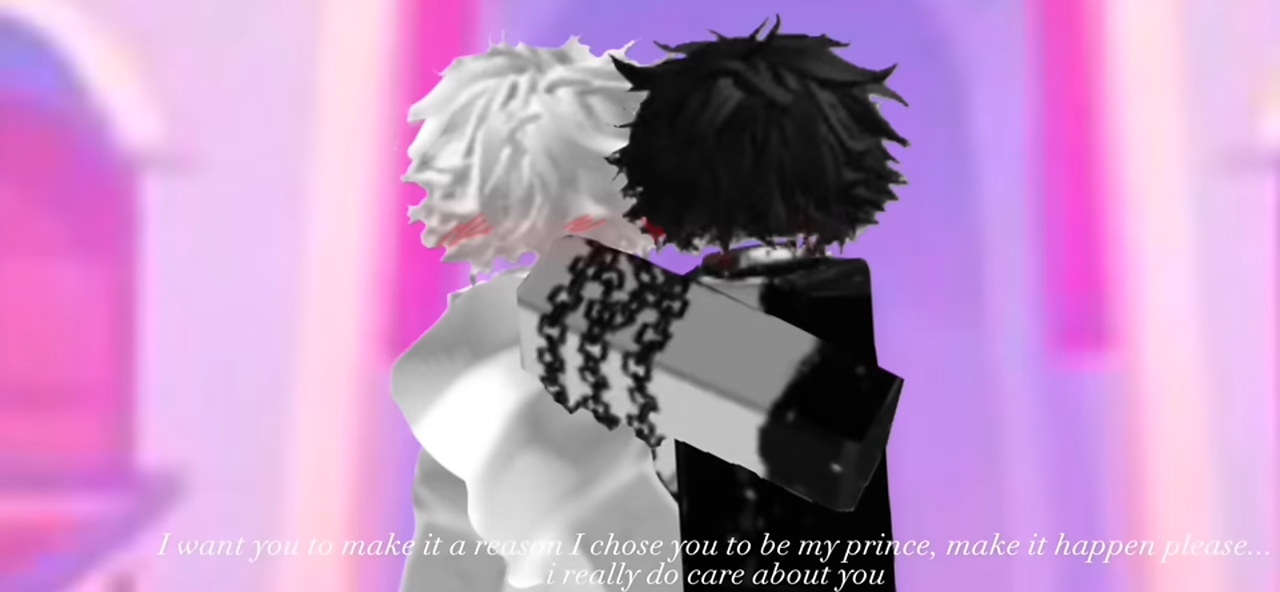 I want you to make it a reason I chose you to be my prince, make it happen please...
i really do care about you